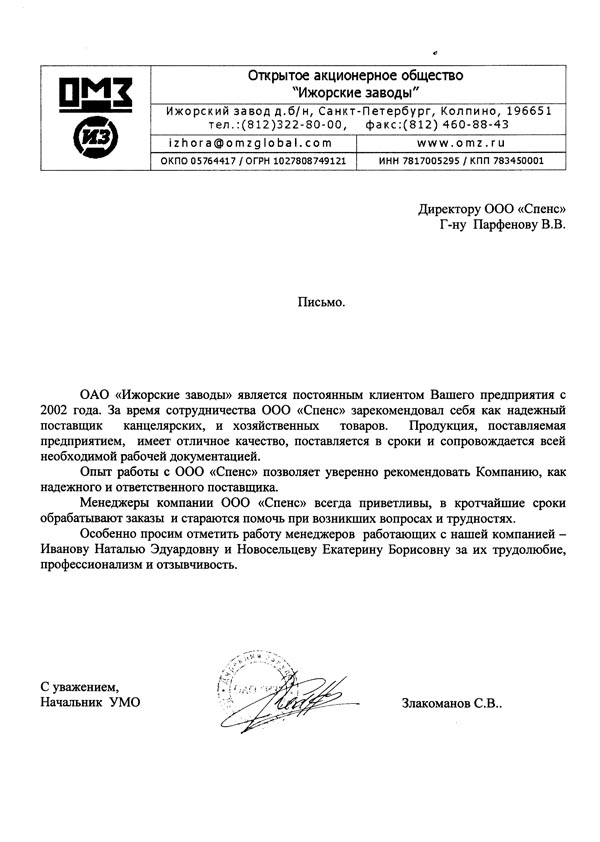 ОМЗ
ИЗ
Открытое акционерное общество
"Ижорские заводы"
Ижорский завод д.б/н, Санкт-Петербург, Колпино, 196651
тел.:(812)322-80-00, факс:(812) 460-88-43
izhora@omzglobal.com
www.omz.ru
ОКПО 05764417 / ОГРН 1027808749121
ИНН 7817005295 / КПП 783450001
Директору ООО «Спенс»
Г-ну Парфенову В.В.
Письмо.
ОАО «Ижорские заводы» является постоянным клиентом Вашего предприятия с
2002 года. За время сотрудничества ООО «Спенс» зарекомендовал себя как надежный
поставщик канцелярских, и хозяйственных товаров. Продукция, поставляемая
предприятием, имеет отличное качество, поставляется в сроки и сопровождается всей
необходимой рабочей документацией.
Опыт работы с ООО «Спенс» позволяет уверенно рекомендовать Компанию, как
надежного и ответственного поставщика.
Менеджеры компании ООО «Спенс» всегда приветливы, в кротчайшие сроки
обрабатывают заказы и стараются помочь при возникших вопросах и трудностях.
Особенно просим отметить работу менеджеров работающих с нашей компанией –
Иванову Наталью Эдуардовну и Новосельцеву Екатерину Борисовну за их трудолюбие,
профессионализм и отзывчивость.
С уважением,
Начальник УМО
Злакоманов С.В..